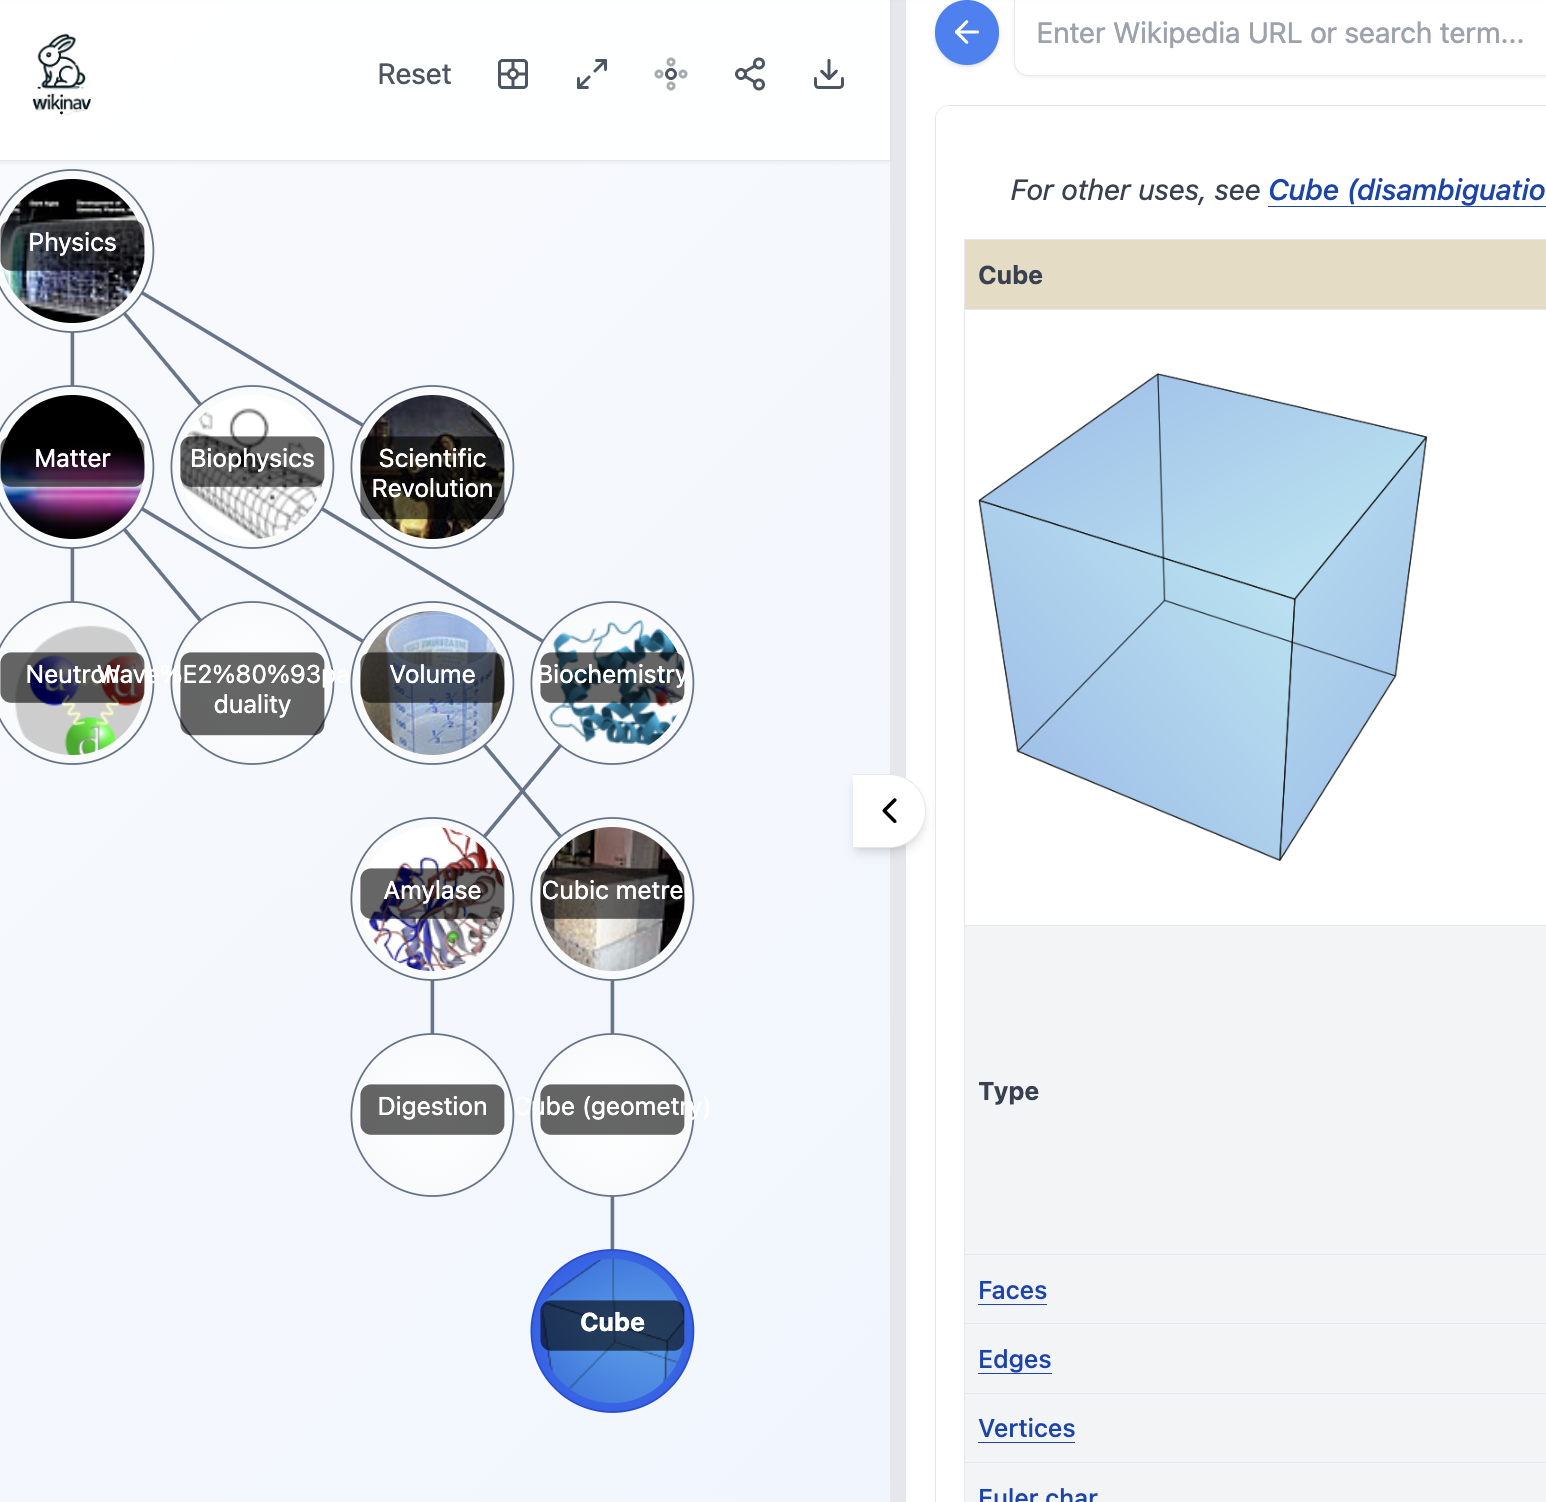 wikinav
Reset
Physics
Matter
Biophysics
Scientific
Revolution
Neutron
Wave%E2%80%93pa
duality
Volume
Biochemistry
Amylase
Cubic metre
Digestion
Cube (geometry)
Cube
Enter Wikipedia URL or search term...
For other uses, see Cube (disambiguatio
Cube
Type
Faces
Edges
Vertices
Euler char